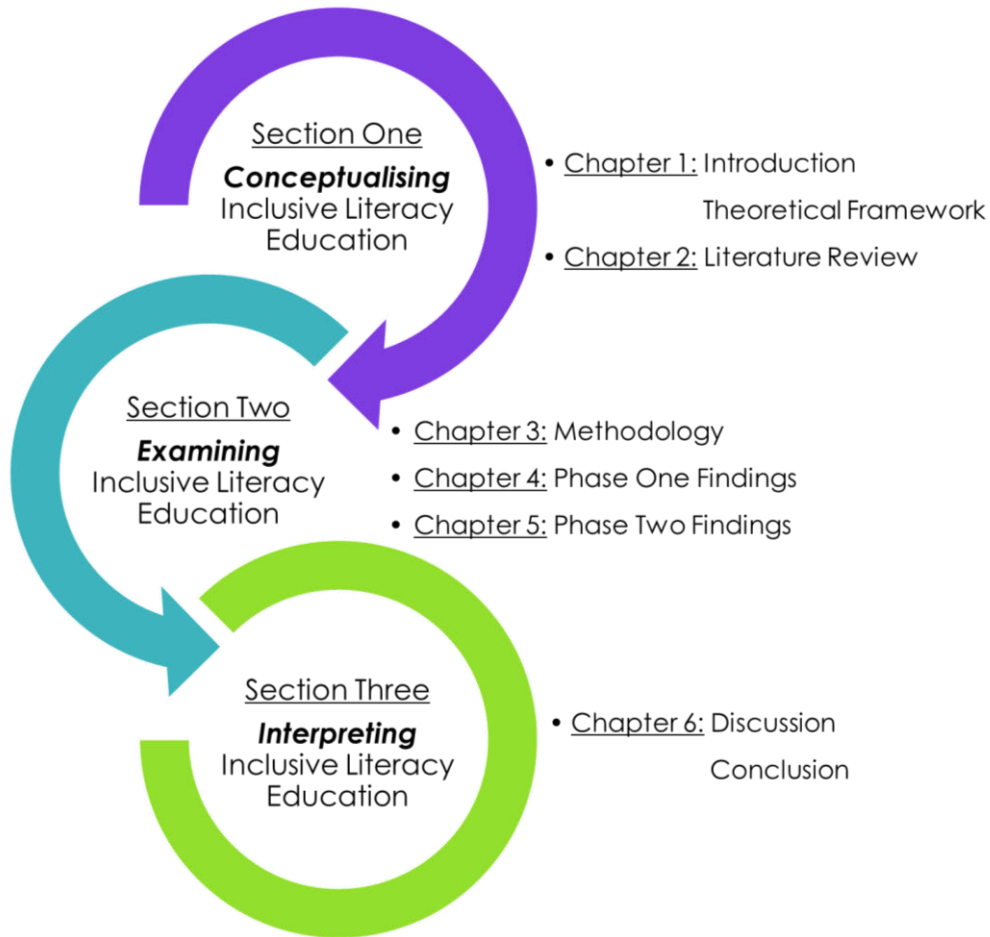 Section One
Conceptualising
Inclusive Literacy
Education
• Chapter 1: Introduction
Theoretical Framework
• Chapter 2: Literature Review
Section Two
Examining
Inclusive Literacy
Education
• Chapter 3: Methodology
• Chapter 4: Phase One Findings
• Chapter 5: Phase Two Findings
Section Three
Interpreting
Inclusive Literacy
Education
• Chapter 6: Discussion
Conclusion